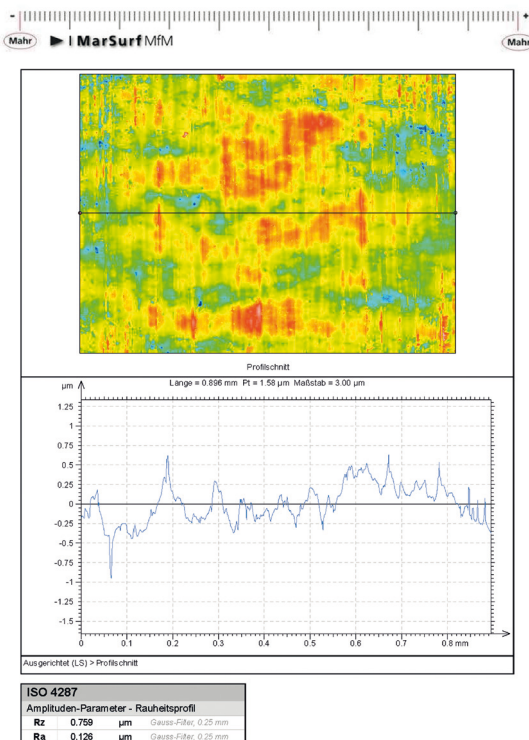 - +
Mahr MarSurf MfM Mahr
Profilschnitt
µm Länge = 0.896 mm Pt = 1.58 µm Maßstab = 3.00 µm
1.25
1
0.75
0.5
0.25
0
-0.25
-0.5
-0.75
-1
-1.25
-1.5
0 0.1 0.2 0.3 0.4 0.5 0.6 0.7 0.8 mm
Ausgerichtet (LS) > Profilschnitt
ISO 4287
Amplituden-Parameter - Rauheitsprofil
Rz 0.759 µm Gauss-Filter, 0.25 mm
Ra 0.126 µm Gauss-Filter, 0.25 mm